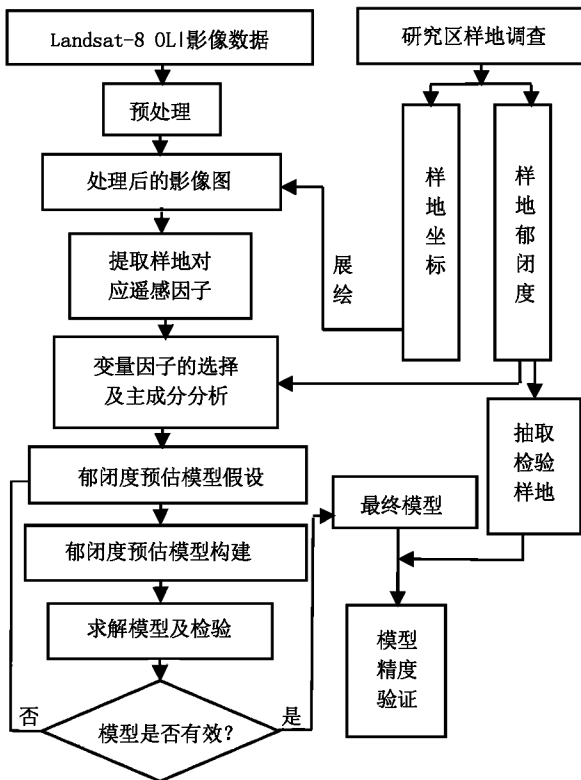 Landsat-8 OLI影像数据
研究区样地调查
预处理
处理后的影像图
样地坐标
样地郁闭度
展绘
提取样地对
应遥感因子
变量因子的选择
及主成分分析
抽取
检验
样地
郁闭度预估模型假设
最终模型
郁闭度预估模型构建
求解模型及检验
模型
精度
验证
否
模型是否有效?
是